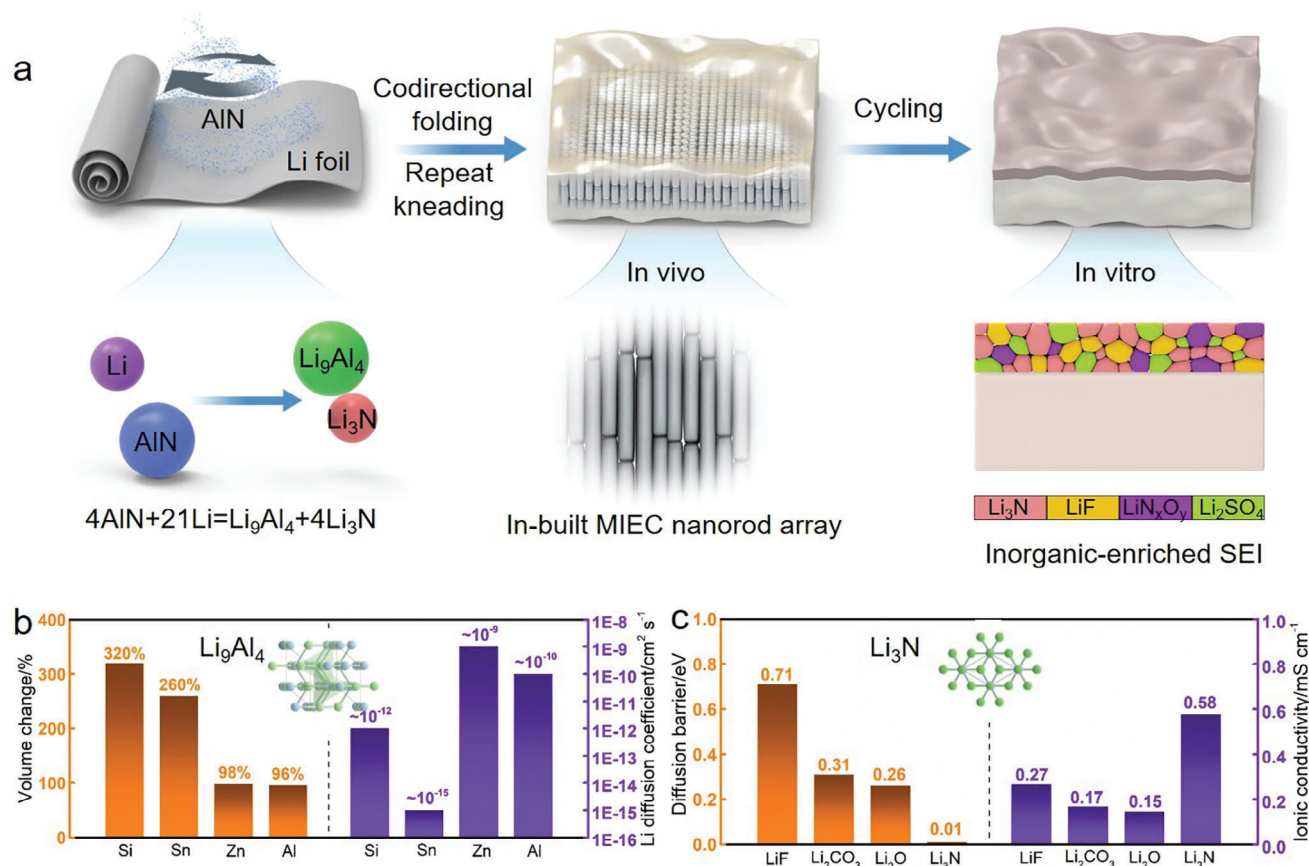 a
AlN
Li foil
Codirectional
folding
Repeat
kneading
Cycling
In vivo
In vitro
Li
AlN
Li₉Al₄
Li₃N
4AlN+21Li=Li₉Al₄+4Li₃N
In-built MIEC nanorod array
Li₃N LiF LiNₓOᵧ Li₂SO₄
Inorganic-enriched SEI
b
Volume change/%
400
300
200
100
0
320%
260%
98%
96%
Si Sn Zn Al
Li₉Al₄
~10⁻¹²
~10⁻¹⁵
~10⁻⁹
~10⁻¹⁰
Si Sn Zn Al
1E-8
1E-9
1E-10
1E-11
1E-12
1E-13
1E-14
1E-15
1E-16
Li diffusion coefficient/cm² s⁻¹
c
Diffusion barrier/eV
1.0
0.8
0.6
0.4
0.2
0.0
0.71
0.31
0.26
0.01
LiF Li₂CO₃ Li₂O Li₃N
Li₃N
0.27
0.17
0.15
0.58
LiF Li₂CO₃ Li₂O Li₃N
1.0
0.8
0.6
0.4
0.2
0.0
Ionic conductivity/mS cm⁻¹